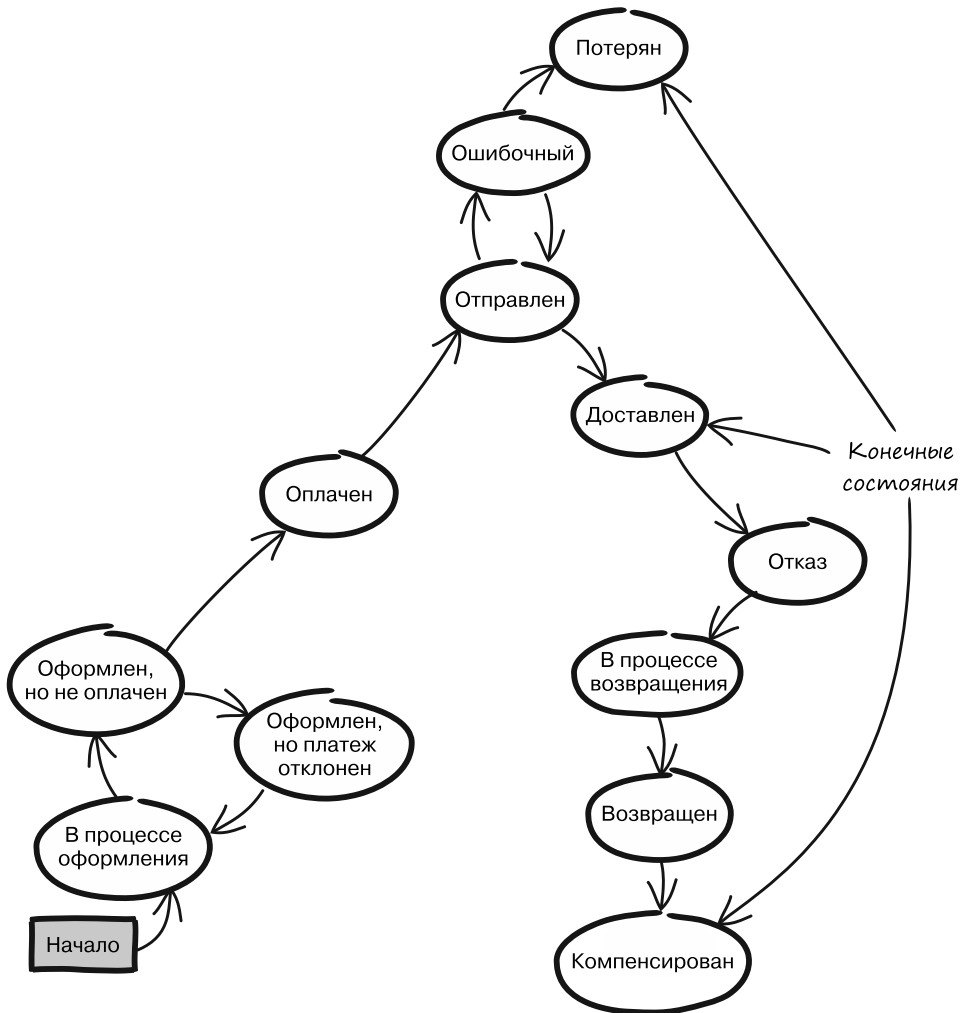 Потерян
Ошибочный
Отправлен
Доставлен
Конечные
состояния
Оплачен
Отказ
Оформлен,
но не оплачен
В процессе
возвращения
Оформлен,
но платеж
отклонен
Возвращен
В процессе
оформления
Начало
Компенсирован